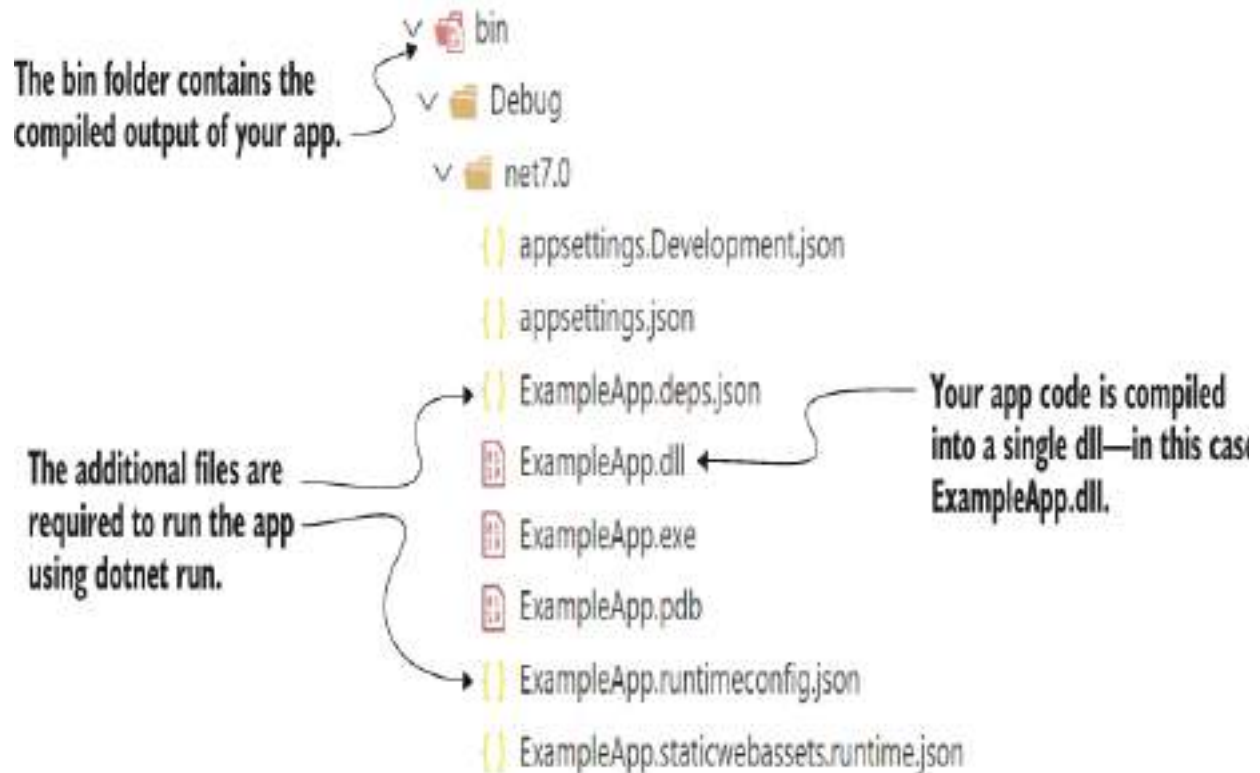 bin
The bin folder contains the
compiled output of your app.
Debug
net7.0
appsettings.Development.json
appsettings.json
ExampleApp.deps.json
ExampleApp.dll
Your app code is compiled
into a single dll—in this case
ExampleApp.dll.
The additional files are
required to run the app
using dotnet run.
ExampleApp.exe
ExampleApp.pdb
ExampleApp.runtimeconfig.json
ExampleApp.staticwebassets.runtime.json